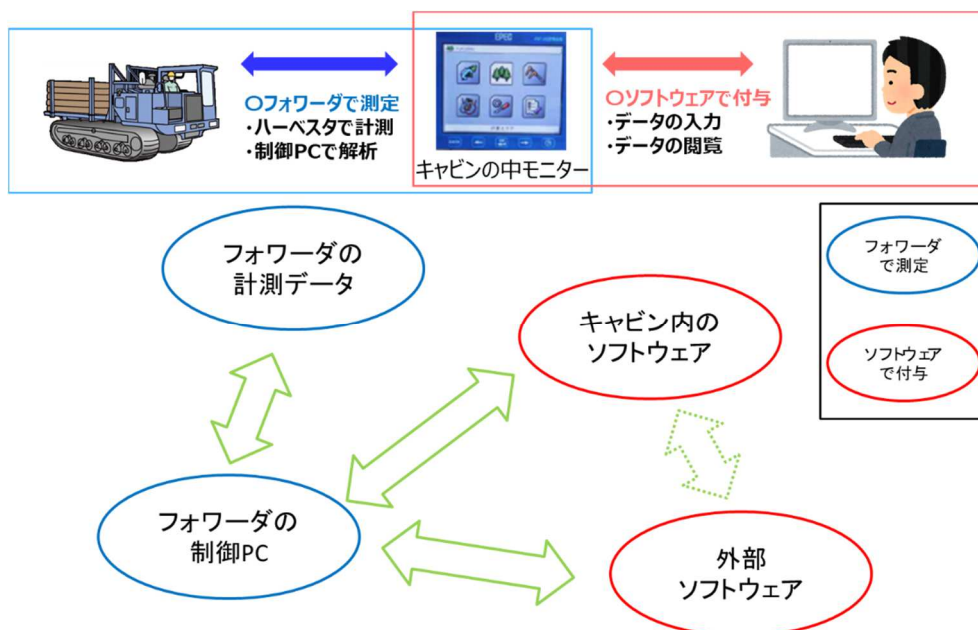 EPEC
〇フォワーダで測定
・ハーベスタで計測
・制御PCで解析
キャビンの中モニター
〇ソフトウェアで付与
・データの入力
・データの閲覧
フォワーダの
計測データ
キャビン内の
ソフトウェア
フォワーダ
で測定
ソフトウェア
で付与
フォワーダの
制御PC
外部
ソフトウェア